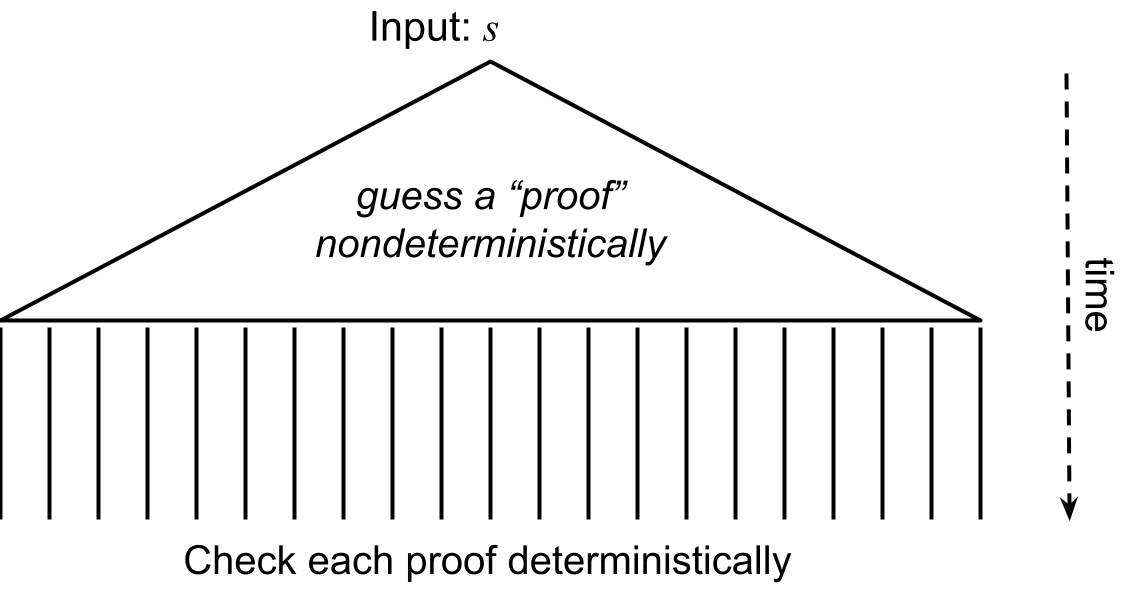 Input: s
guess a “proof”
nondeterministically
time
Check each proof deterministically